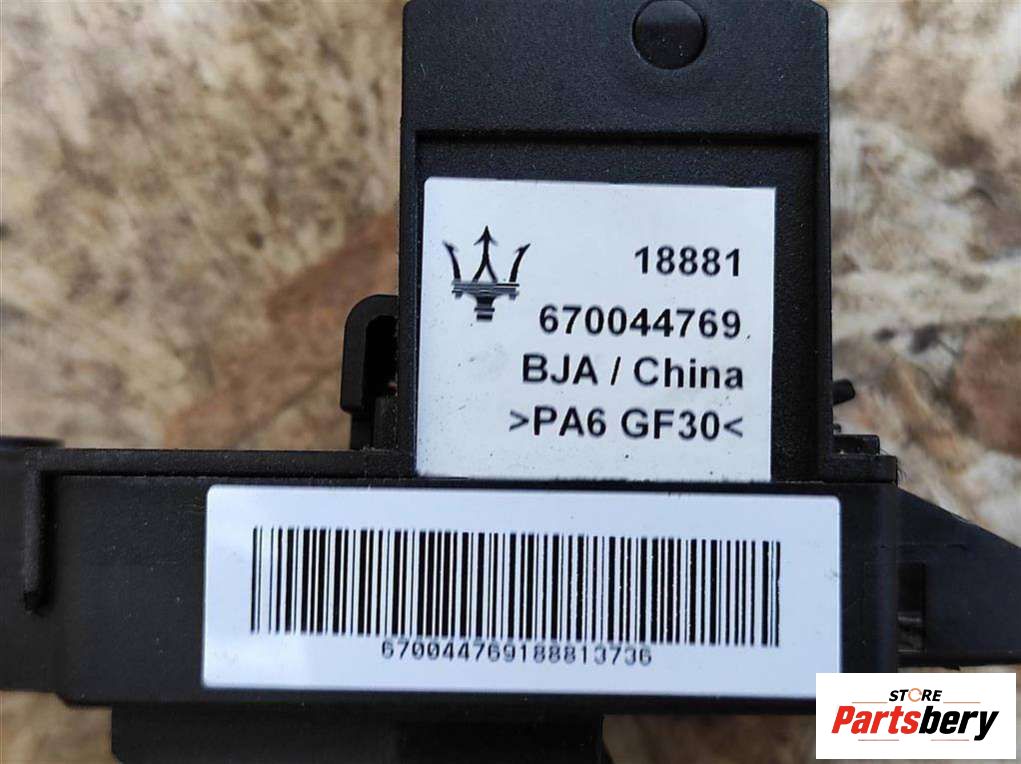 18881
670044769
BJA / China
>PA6 GF30<
670044769188813736
STORE
Partsbery